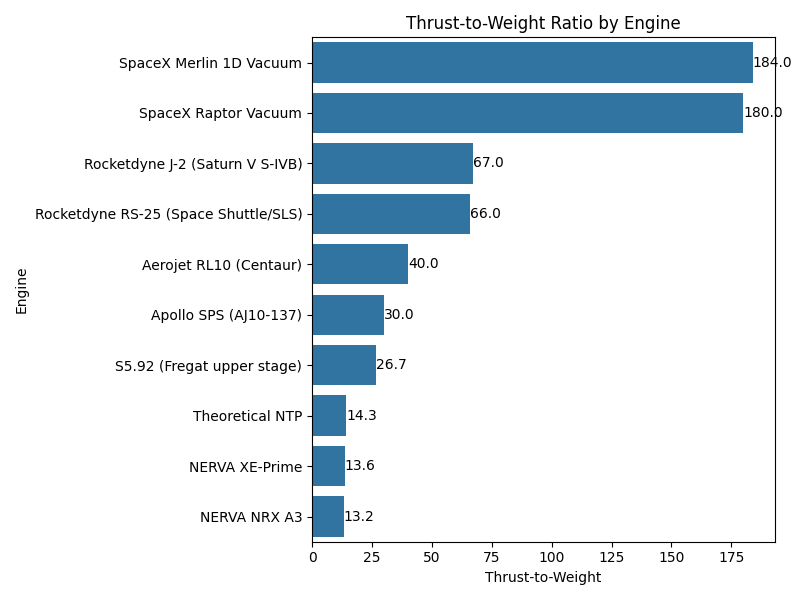 Thrust-to-Weight Ratio by Engine
SpaceX Merlin 1D Vacuum 184.0
SpaceX Raptor Vacuum 180.0
Rocketdyne J-2 (Saturn V S-IVB) 67.0
Rocketdyne RS-25 (Space Shuttle/SLS) 66.0
Aerojet RL10 (Centaur) 40.0
Apollo SPS (AJ10-137) 30.0
S5.92 (Fregat upper stage) 26.7
Theoretical NTP 14.3
NERVA XE-Prime 13.6
NERVA NRX A3 13.2
Engine
0 25 50 75 100 125 150 175
Thrust-to-Weight